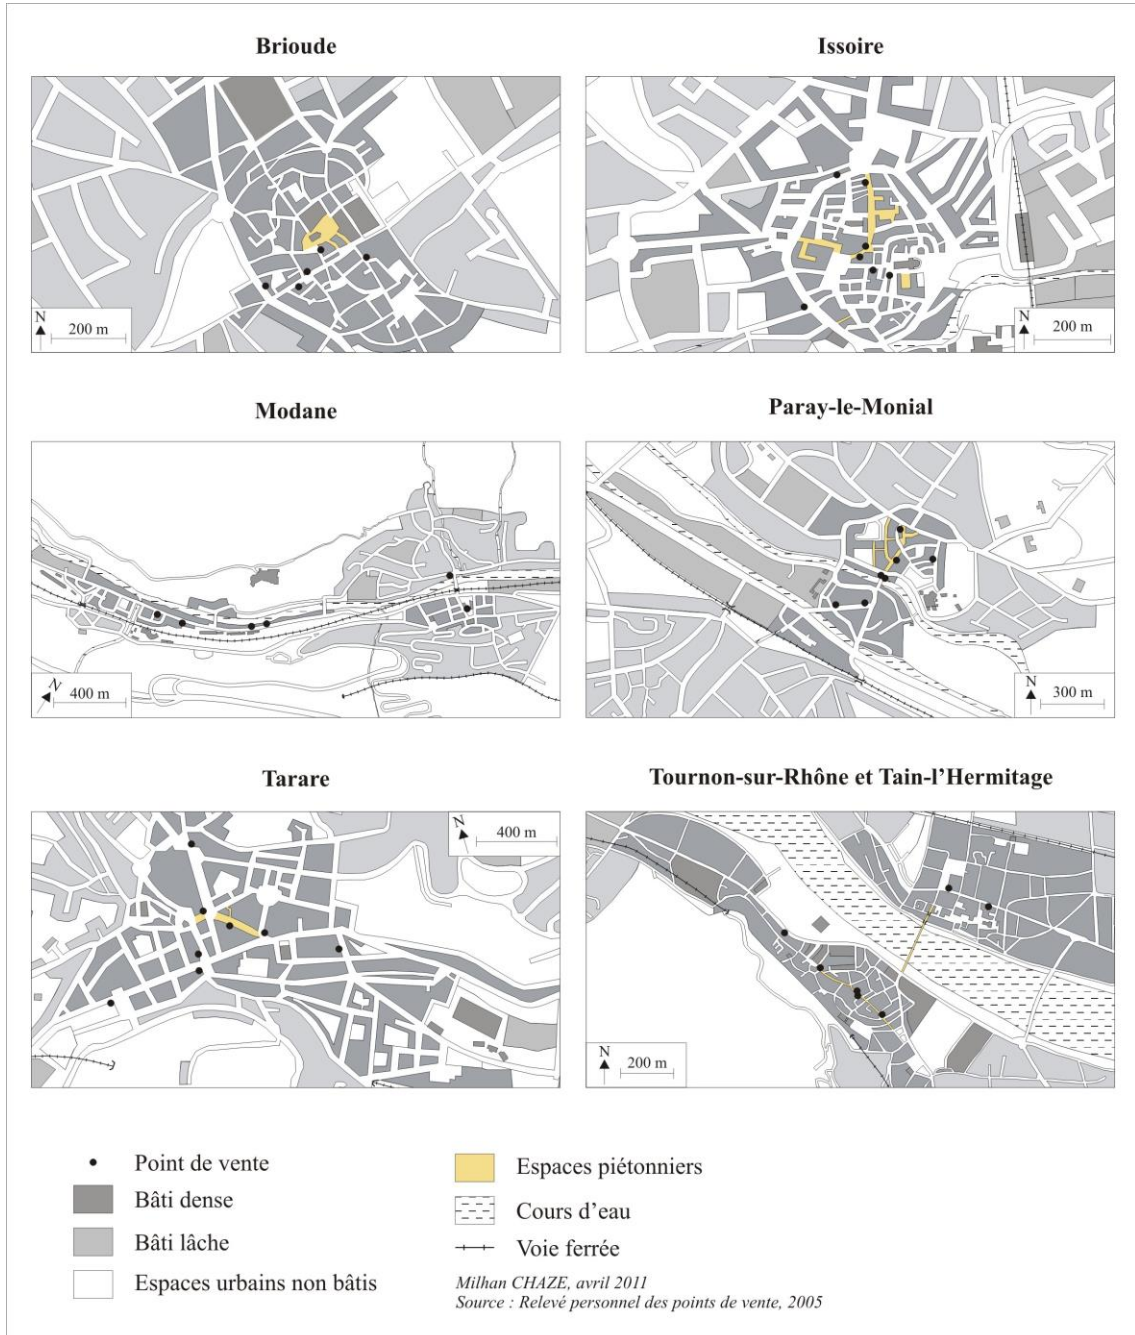 Brioude
Issoire
N
200 m
N
200 m
Modane
Paray-le-Monial
N
400 m
N
300 m
Tarare
Tournon-sur-Rhône et Tain-l'Hermitage
N
400 m
N
200 m
Point de vente
Bâti dense
Bâti lâche
Espaces urbains non bâtis
Espaces piétonniers
Cours d'eau
Voie ferrée
Milhan CHAZE, avril 2011
Source : Relevé personnel des points de vente, 2005